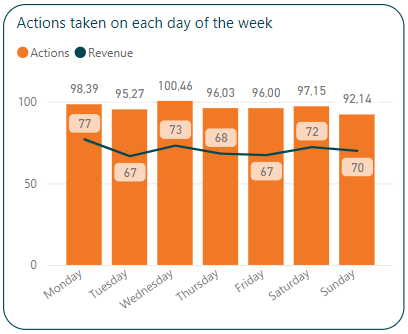 Actions taken on each day of the week
Actions Revenue
98,39 95,27 100,46 96,03 96,00 97,15 92,14
100
77 67 73 68 67 72 70
50
0
Monday Tuesday Wednesday Thursday Friday Saturday Sunday